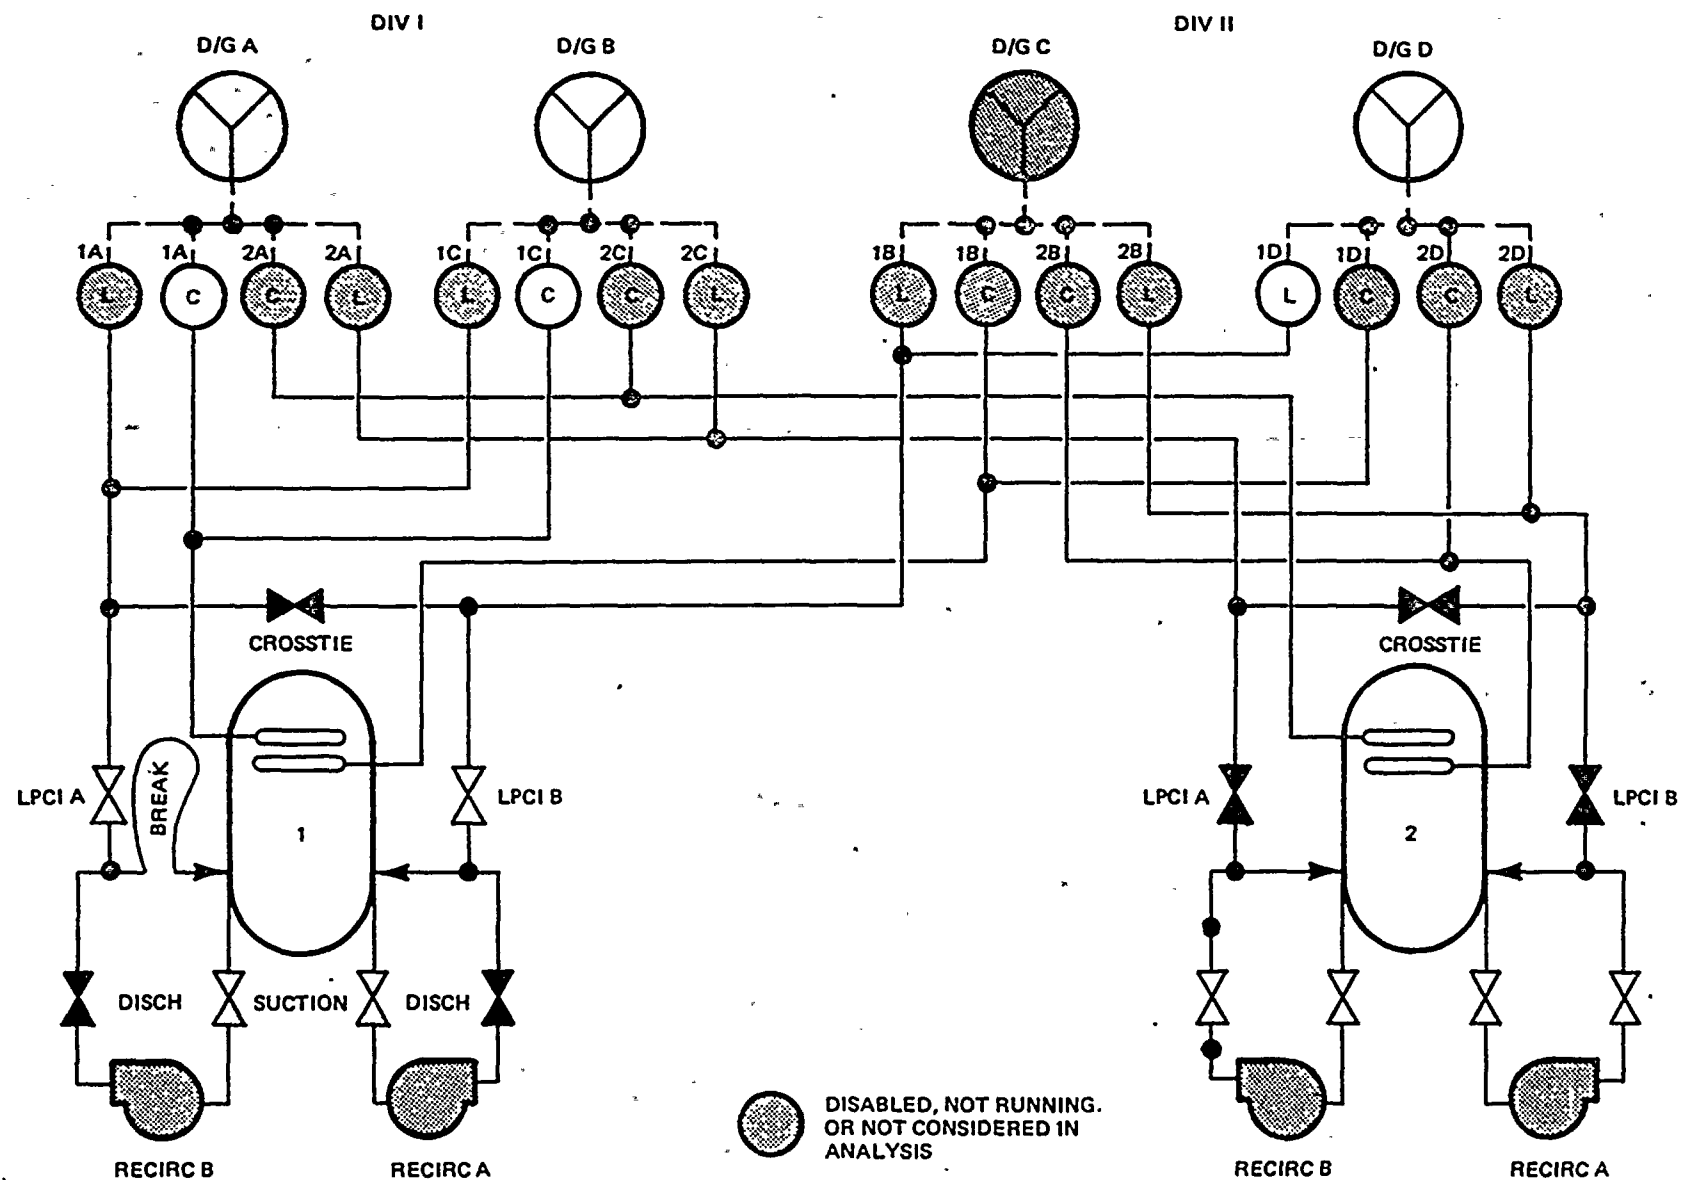 DIV I
DIV II
D/G A
D/G B
D/G C
D/G D
1A 1A 2A 2A 1C 1C 2C 2C 1B 1B 2B 2B 1D 1D 2D 2D
L C C L L C C L L C C L L C C L
CROSSTIE
CROSSTIE
LPCI A
BREAK
LPCI B
LPCI A
LPCI B
1
2
DISCH
SUCTION
DISCH
DISABLED, NOT RUNNING.
OR NOT CONSIDERED IN
ANALYSIS
RECIRC B
RECIRC A
RECIRC B
RECIRC A